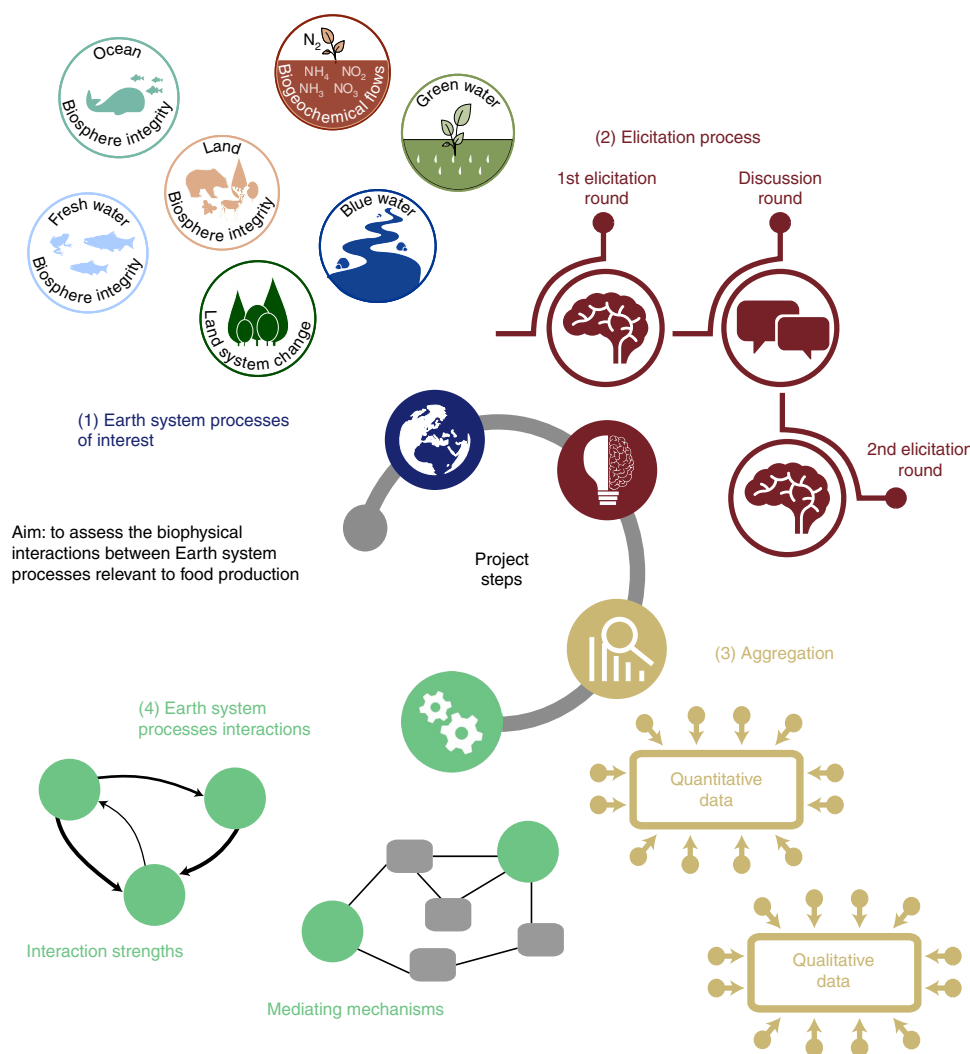 Ocean
Biosphere integrity
N₂
NH₄ NO₂
NH₃ NO₃
Biogeochemical flows
Green water
Land
Biosphere integrity
Fresh water
Biosphere integrity
Blue water
Land system change
(1) Earth system processes
of interest
(2) Elicitation process
1st elicitation
round
Discussion
round
2nd elicitation
round
Aim: to assess the biophysical
interactions between Earth system
processes relevant to food production
Project
steps
(3) Aggregation
Quantitative
data
Qualitative
data
(4) Earth system
processes interactions
Interaction strengths
Mediating mechanisms